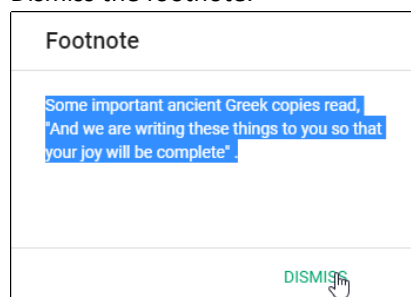 Dismiss the footnote.
Footnote
Some important ancient Greek copies read,
"And we are writing these things to you so that
your joy will be complete" .
DISMISS